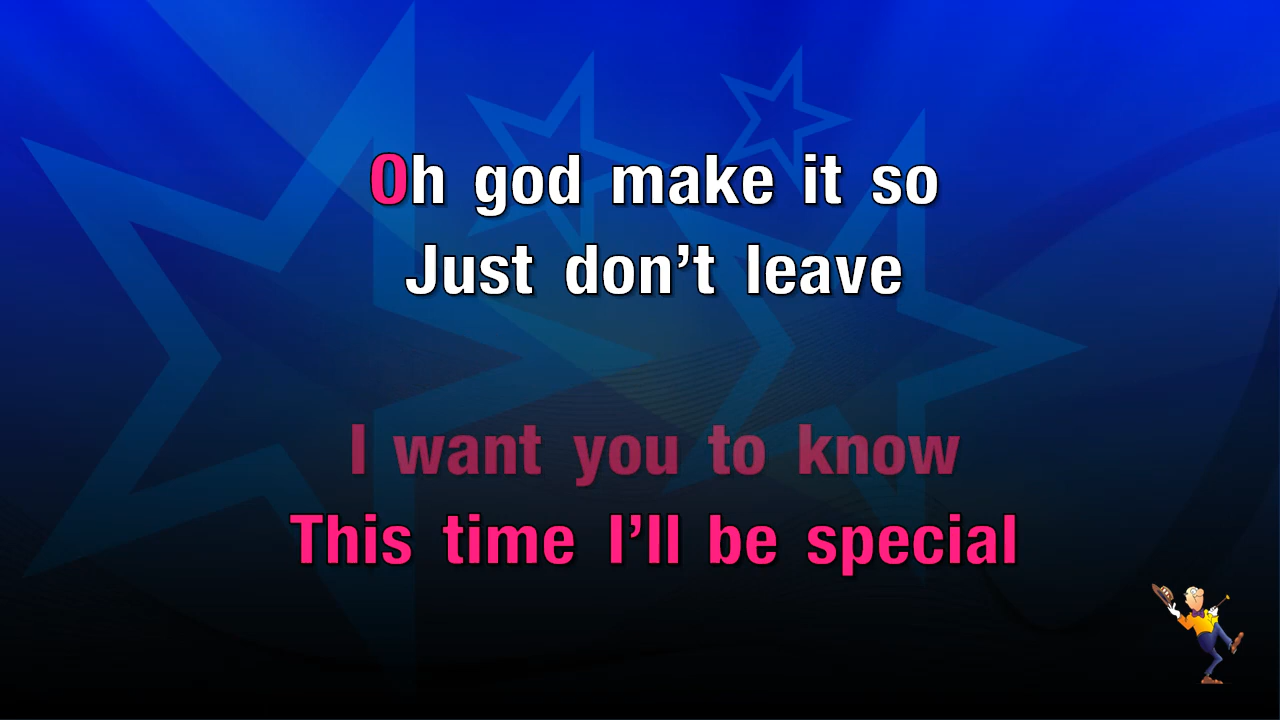 Oh god make it so
Just don’t leave
I want you to know
This time I’ll be special